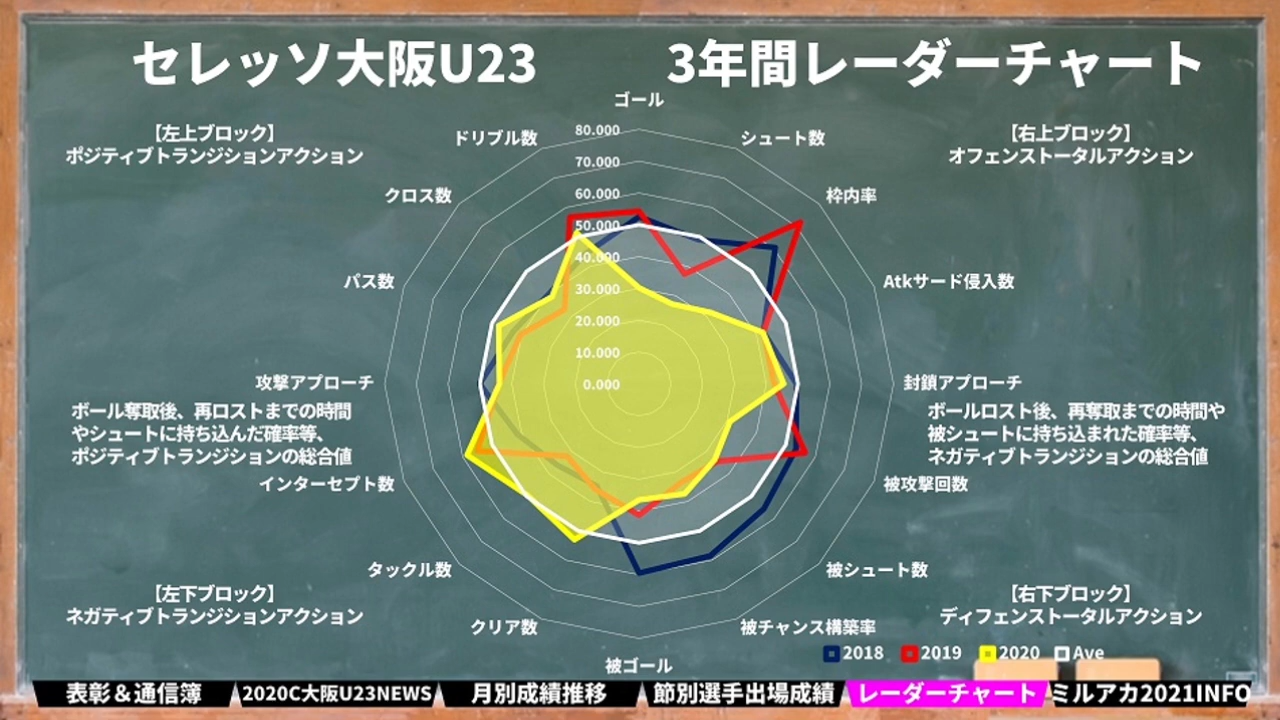 セレッソ大阪U23 3年間レーダーチャート
ゴール
【左上ブロック】
ポジティブトランジションアクション
【右上ブロック】
オフェンストータルアクション
ドリブル数
80.000
シュート数
70.000
クロス数
60.000
枠内率
50.000
40.000
パス数
30.000
Atkサード侵入数
20.000
10.000
攻撃アプローチ
0.000
封鎖アプローチ
ボール奪取後、再ロストまでの時間
やシュートに持ち込んだ確率等、
ポジティブトランジションの総合値
ボールロスト後、再奪取までの時間や
被シュートに持ち込まれた確率等、
ネガティブトランジションの総合値
インターセプト数
被攻撃回数
タックル数
被シュート数
【左下ブロック】
ネガティブトランジションアクション
【右下ブロック】
ディフェンストータルアクション
クリア数
被チャンス構築率
被ゴール
2018 2019 2020 Ave
表彰＆通信簿 2020C大阪U23NEWS 月別成績推移 節別選手出場成績 レーダーチャート ミルアカ2021INFO